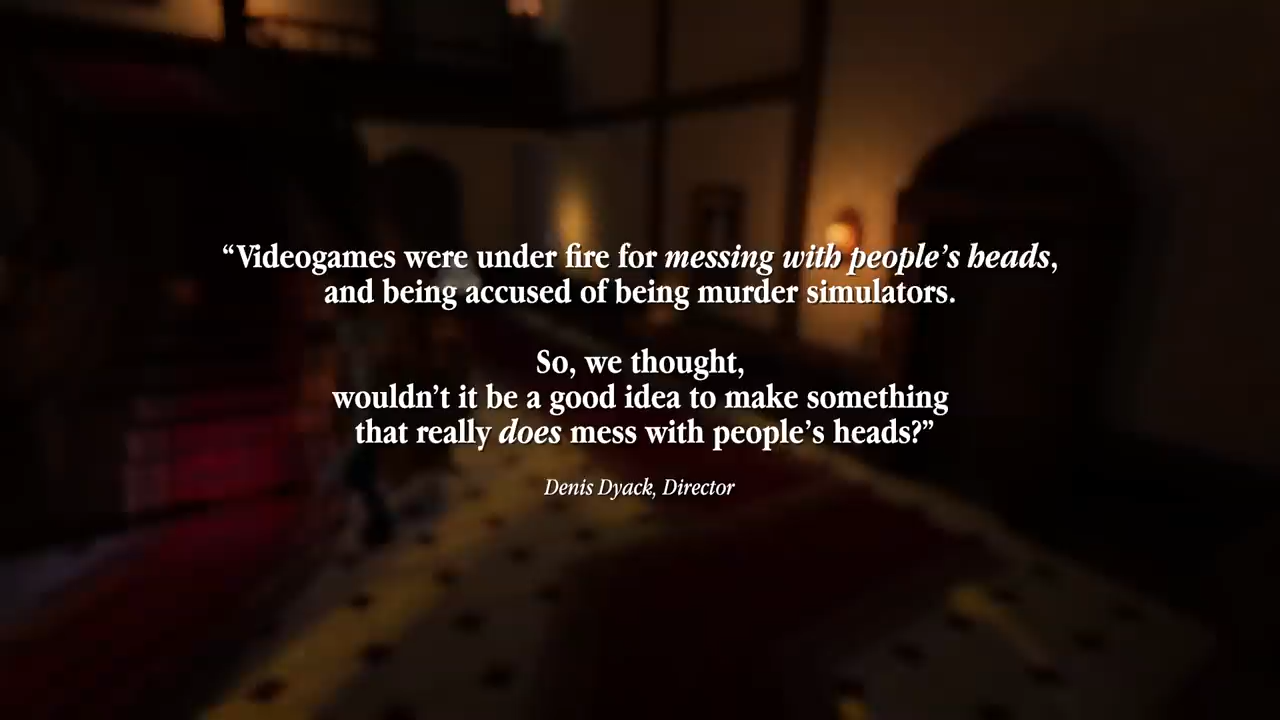 “Videogames were under fire for messing with people’s heads,
and being accused of being murder simulators.
So, we thought,
wouldn’t it be a good idea to make something
that really does mess with people’s heads?”
Denis Dyack, Director